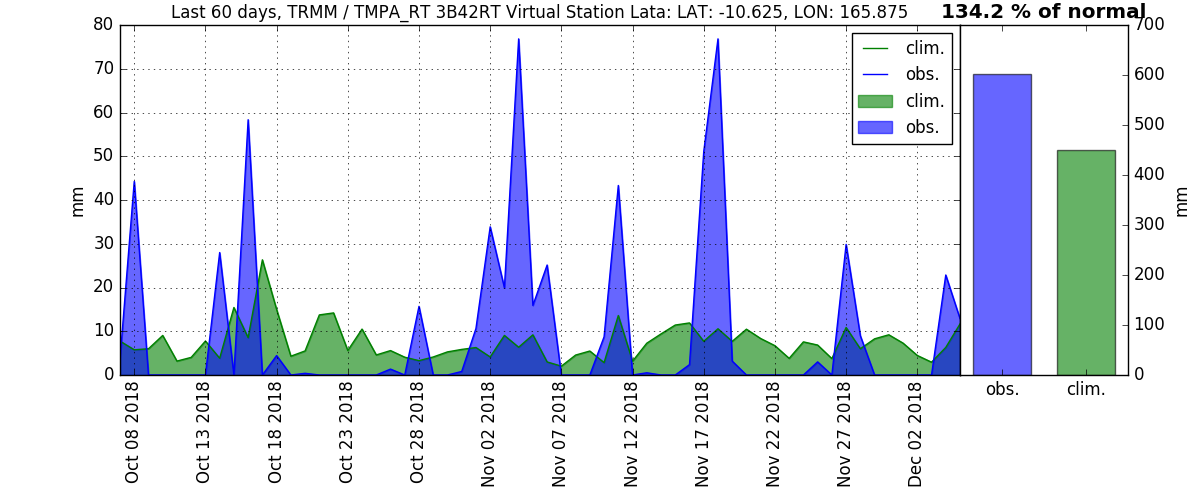 Last 60 days, TRMM / TMPA_RT 3B42RT Virtual Station Lata: LAT: -10.625, LON: 165.875
134.2 % of normal
80
70
60
50
40
30
20
10
0
mm
clim.
obs.
clim.
obs.
700
600
500
400
300
200
100
0
mm
obs.
clim.
Oct 08 2018
Oct 13 2018
Oct 18 2018
Oct 23 2018
Oct 28 2018
Nov 02 2018
Nov 07 2018
Nov 12 2018
Nov 17 2018
Nov 22 2018
Nov 27 2018
Dec 02 2018